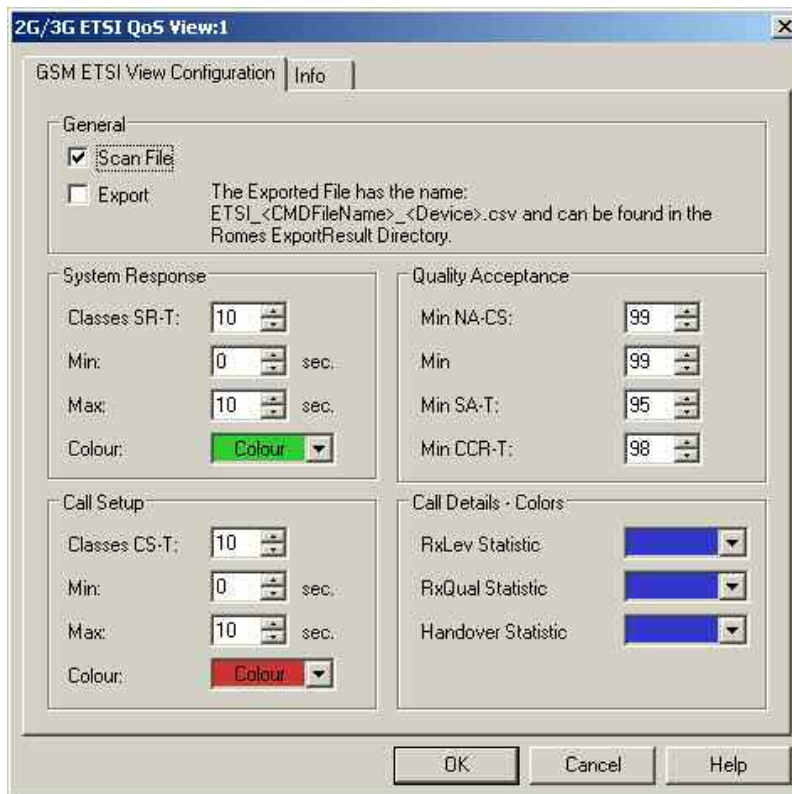 2G/3G ETSI QoS View:1
GSM ETSI View Configuration
Info
General
Scan File
Export
The Exported File has the name:
ETSI_<CMDFileName>_<Device>.csv and can be found in the
Romes ExportResult Directory.
System Response
Classes SR-T: 10
Min: 0 sec.
Max: 10 sec.
Colour: Colour
Quality Acceptance
Min NA-CS: 99
Min 99
Min SA-T: 95
Min CCR-T: 98
Call Setup
Classes CS-T: 10
Min: 0 sec.
Max: 10 sec.
Colour: Colour
Call Details - Colors
RxLev Statistic
RxQual Statistic
Handover Statistic
OK
Cancel
Help